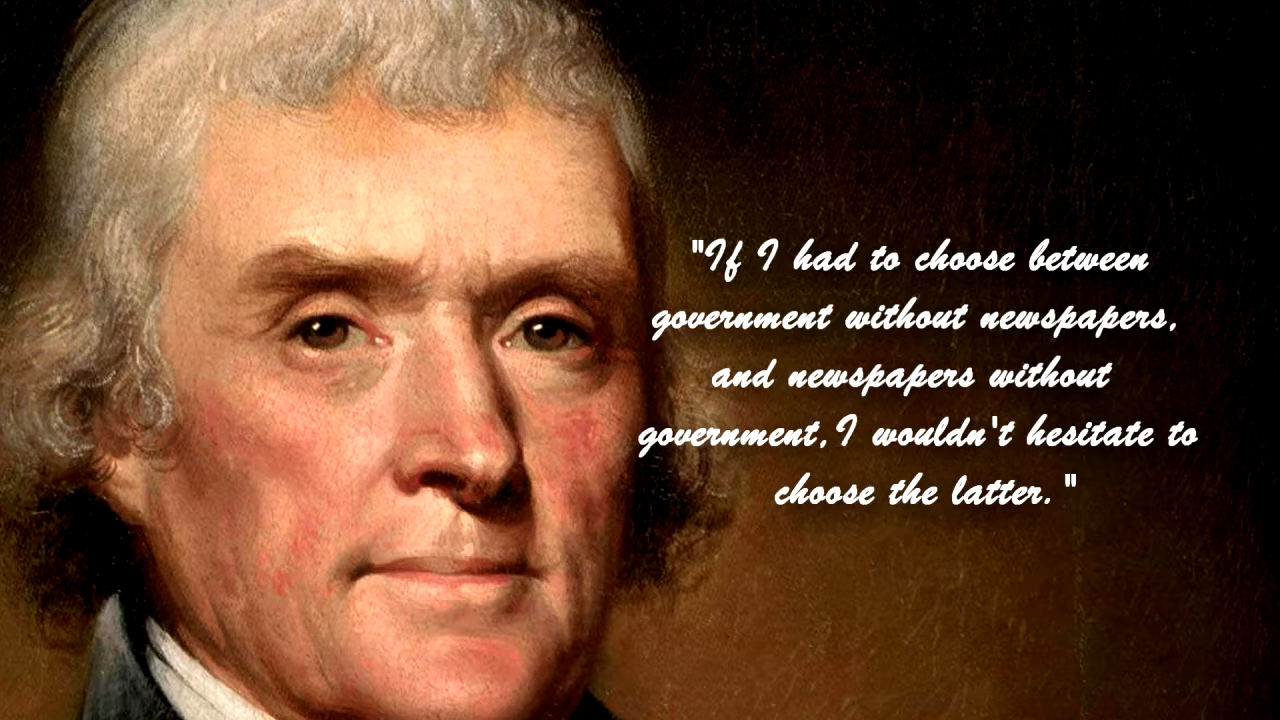 "If I had to choose between
government without newspapers,
and newspapers without
government, I wouldn't hesitate to
choose the latter."